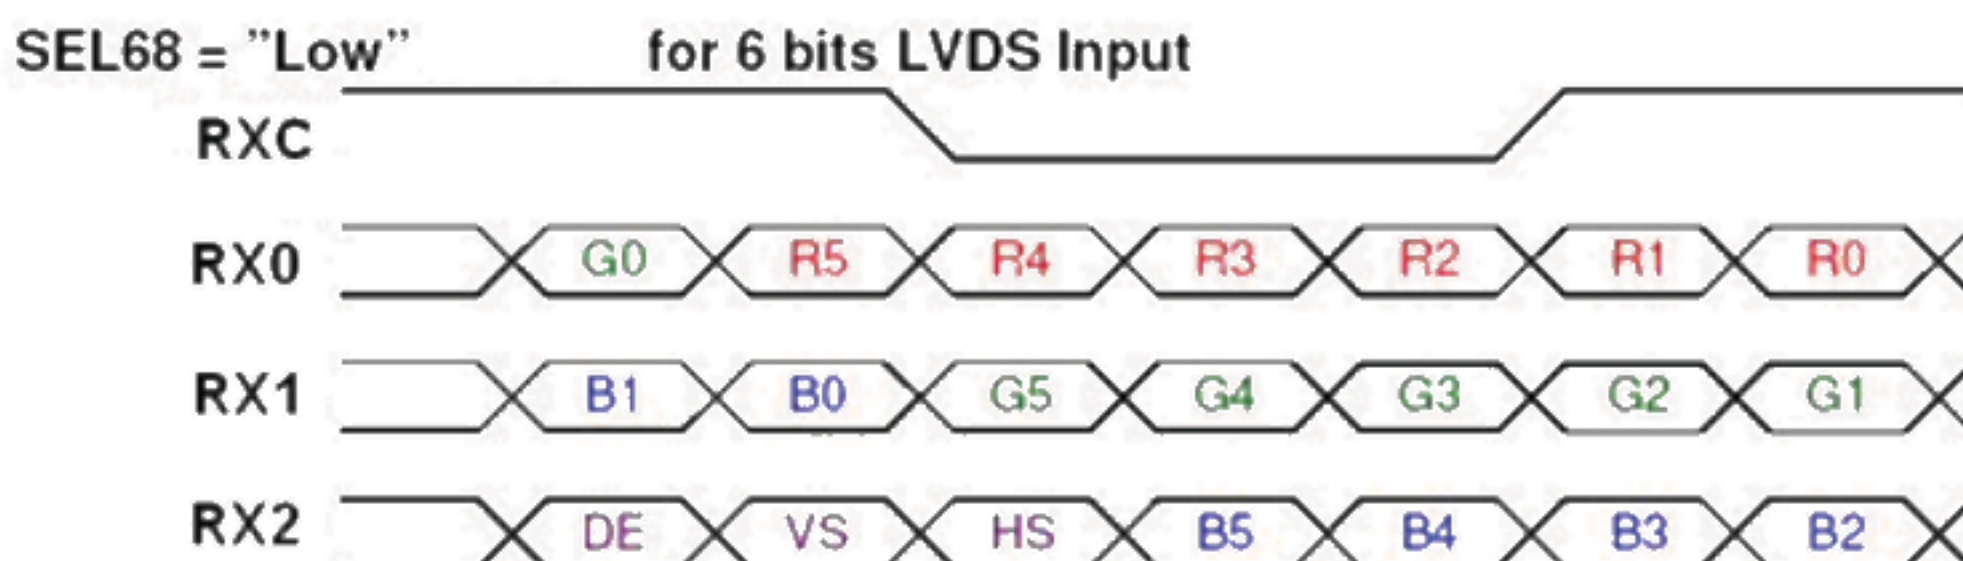 SEL68 = "Low" for 6 bits LVDS Input
RXC
RX0 G0 R5 R4 R3 R2 R1 R0
RX1 B1 B0 G5 G4 G3 G2 G1
RX2 DE VS HS B5 B4 B3 B2